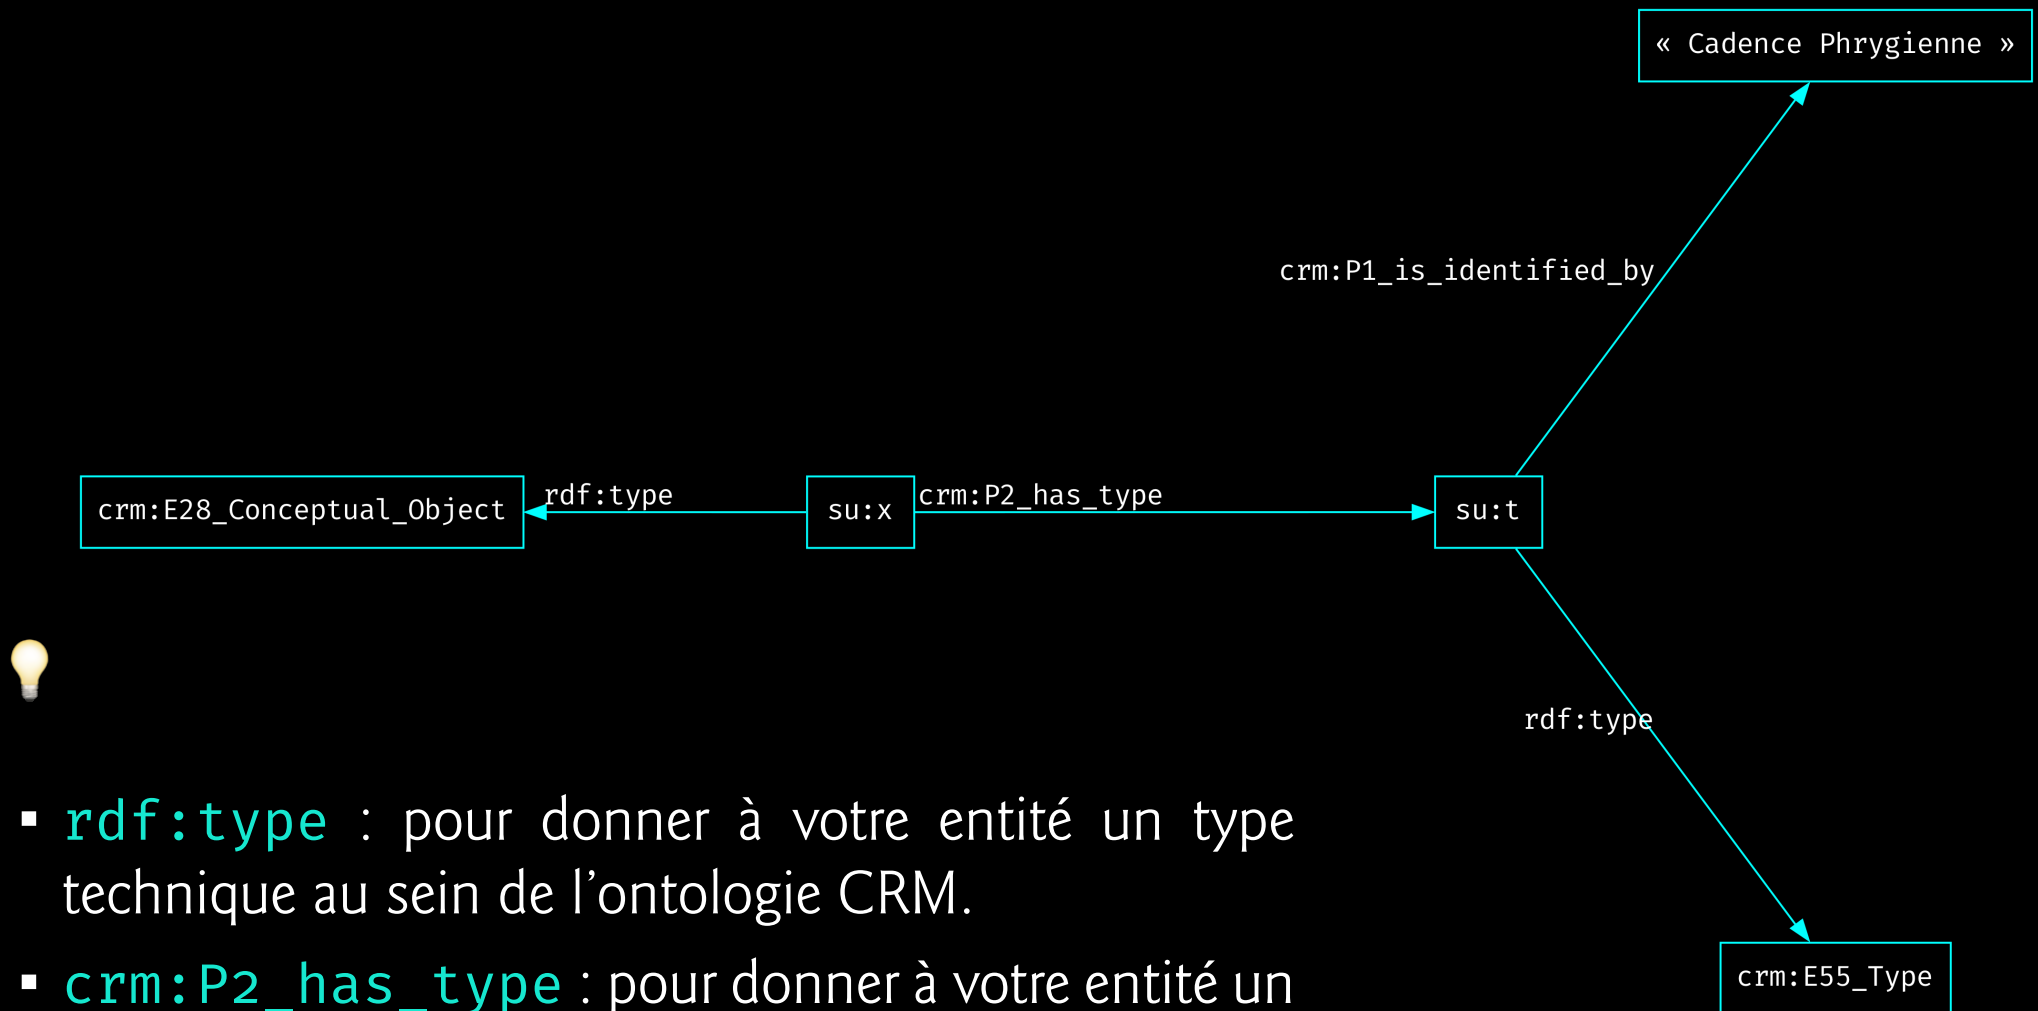 « Cadence Phrygienne »
crm:P1_is_identified_by
crm:E28_Conceptual_Object
rdf:type
su:x
crm:P2_has_type
su:t
rdf:type
▪ rdf:type : pour donner à votre entité un type
technique au sein de l’ontologie CRM.
▪ crm:P2_has_type : pour donner à votre entité un
crm:E55_Type